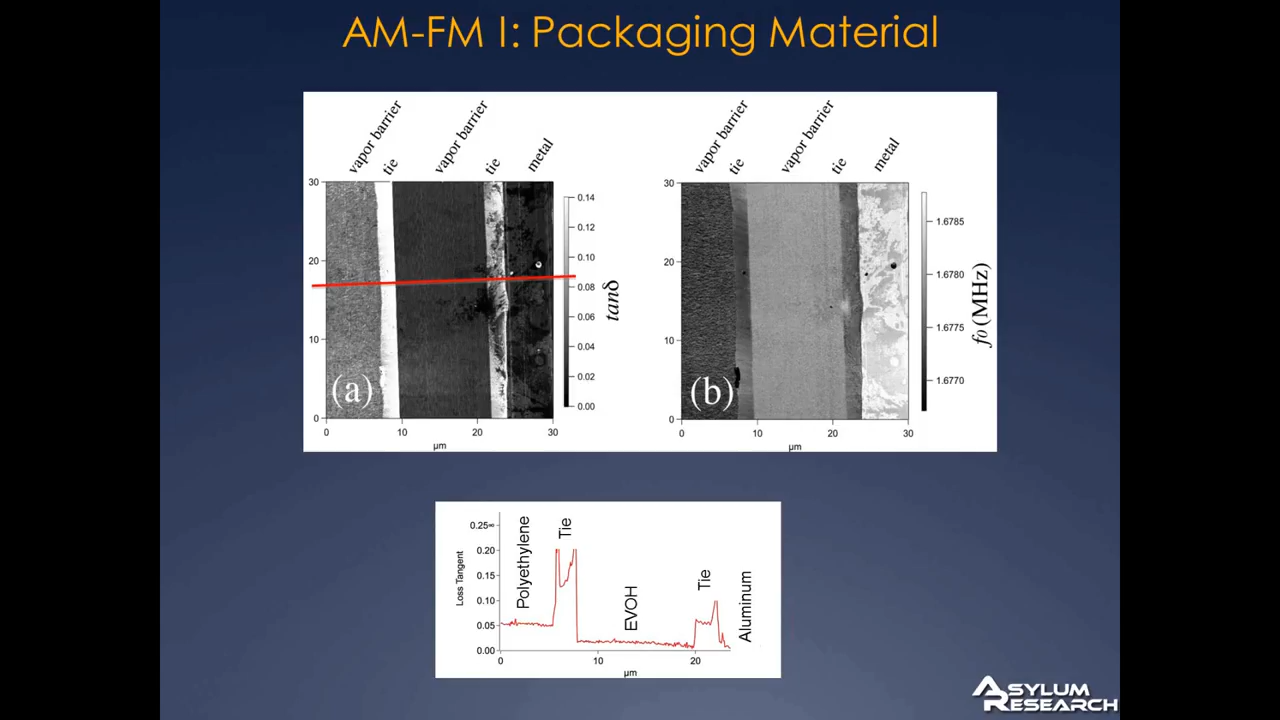 AM-FM I: Packaging Material
vapor barrier
tie
vapor barrier
tie
metal
30
20
10
0
0
10
20
30
μm
(a)
0.14
0.12
0.10
0.08
0.06
0.04
0.02
0.00
tanδ
vapor barrier
tie
vapor barrier
tie
metal
30
20
10
0
0
10
20
30
μm
(b)
1.6785
1.6780
1.6775
1.6770
f0 (MHz)
Loss Tangent
0.25
0.20
0.15
0.10
0.05
0.00
Polyethylene
Tie
EVOH
Tie
Aluminum
0
10
20
μm
ASYLUM
RESEARCH